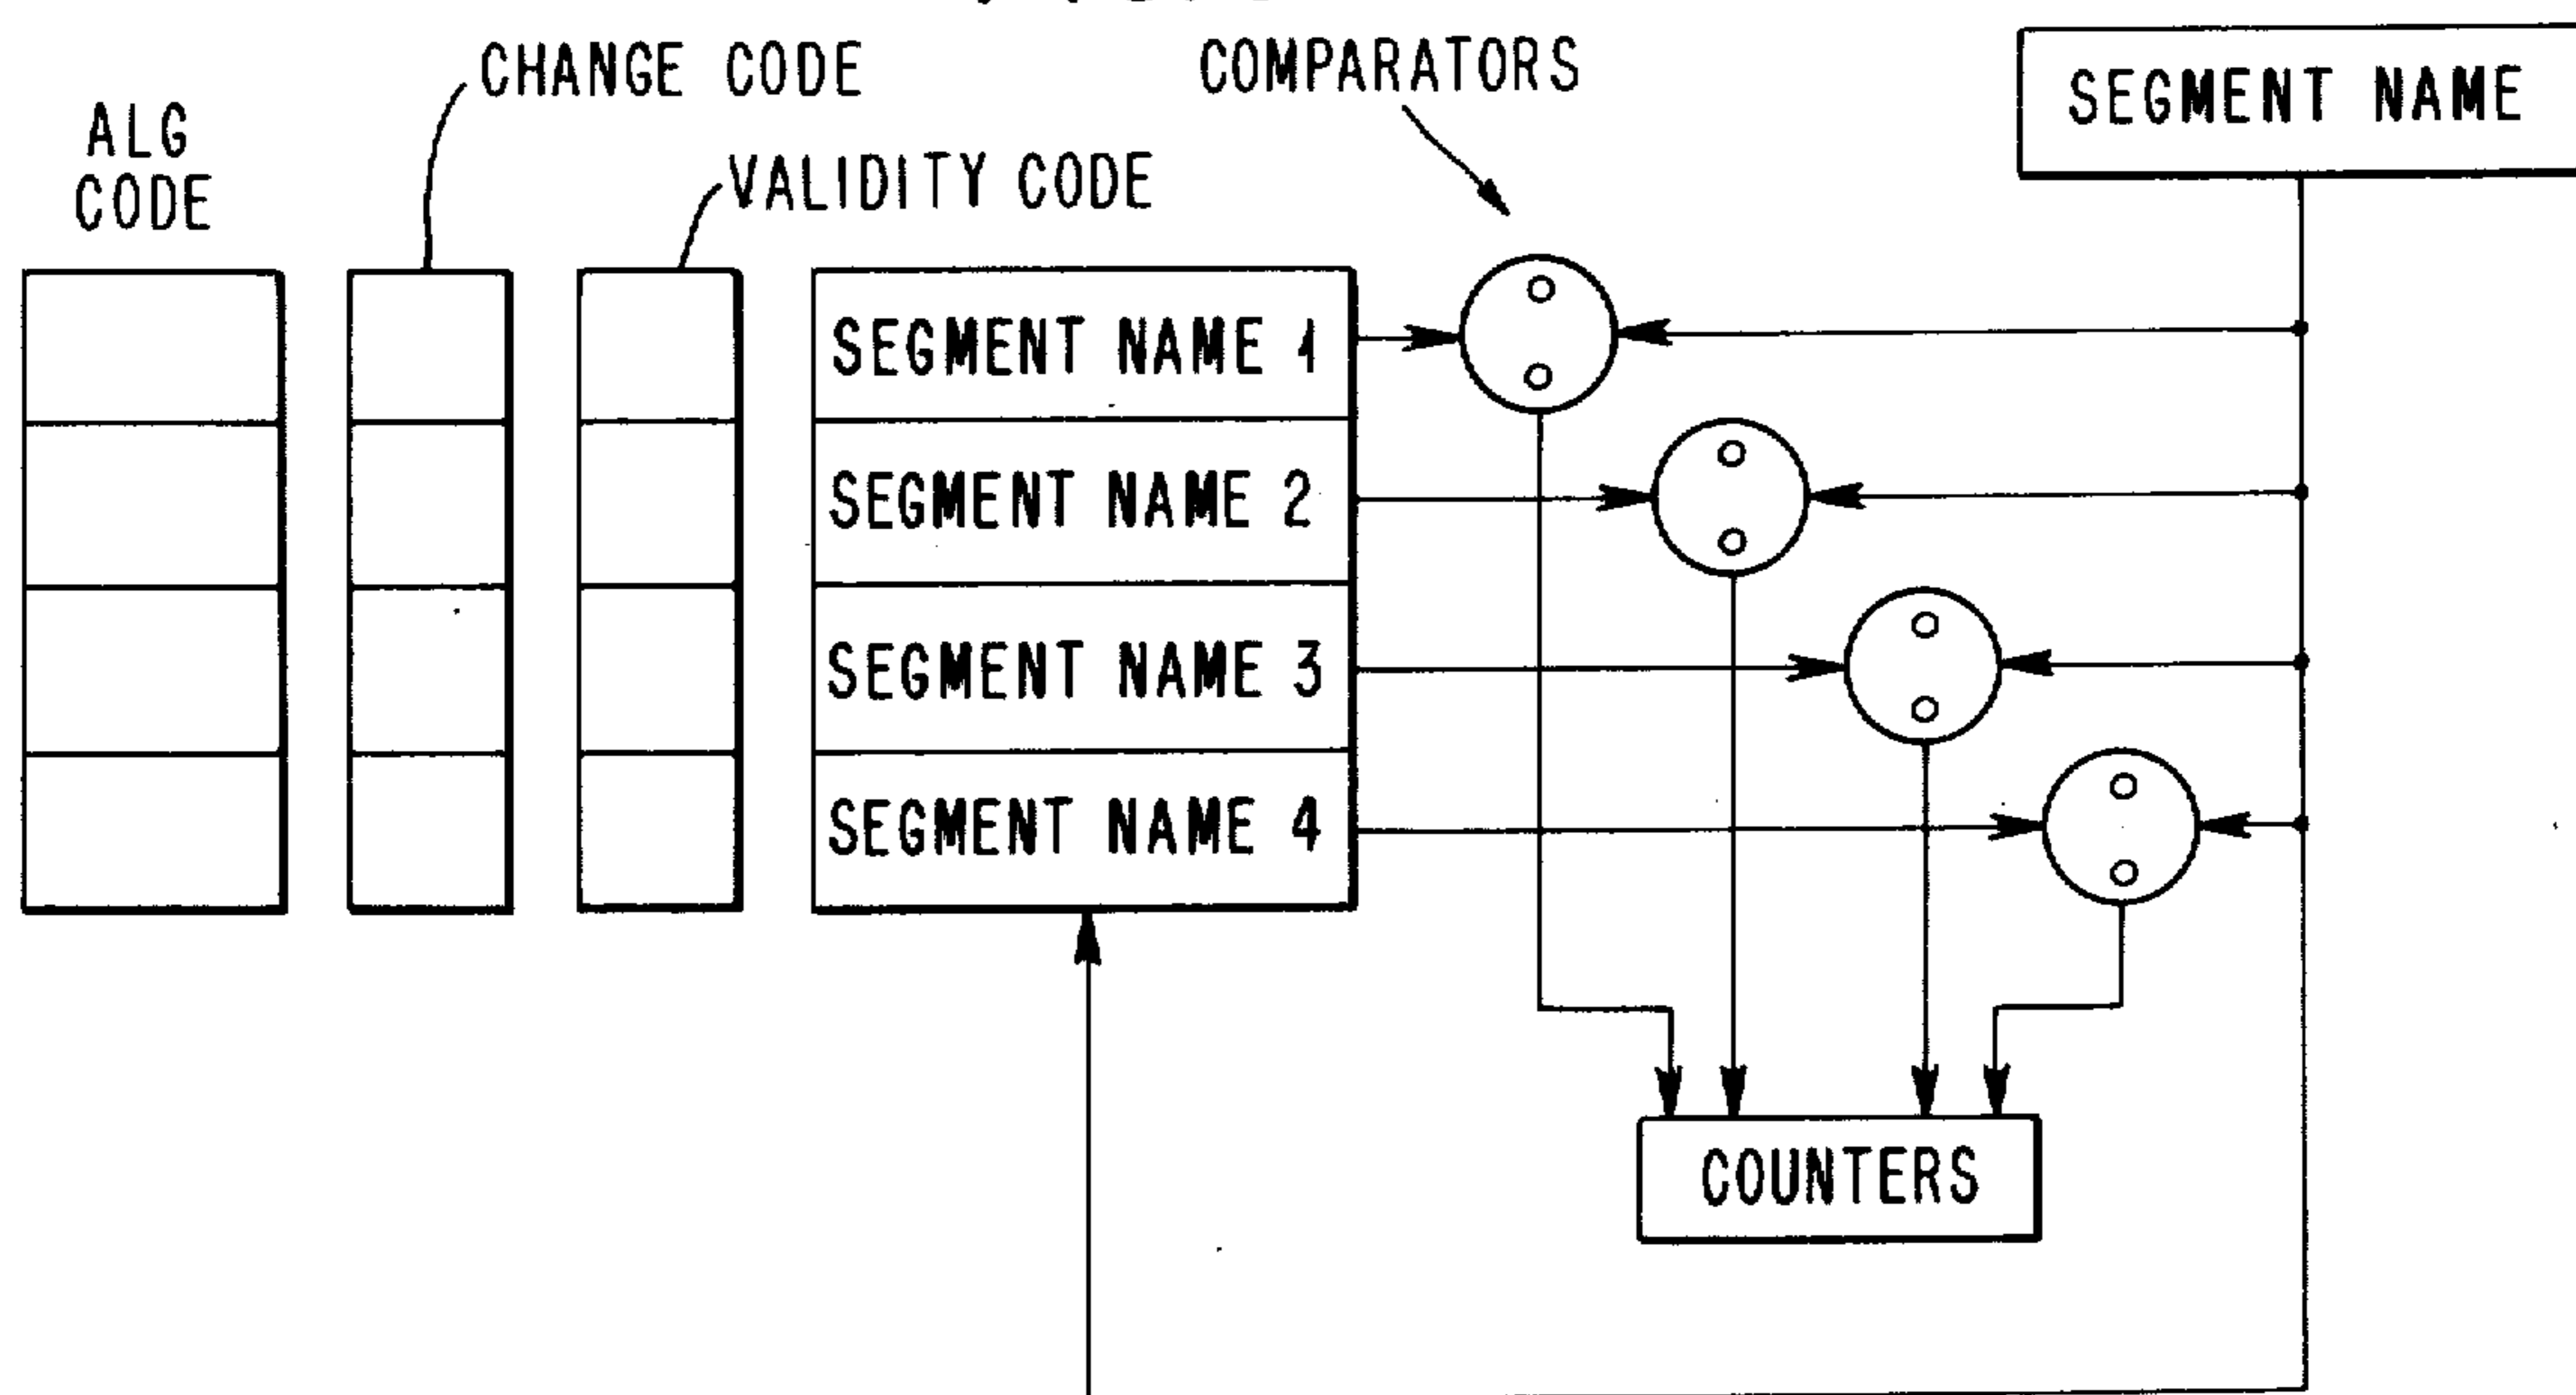 CHANGE CODE
COMPARATORS
SEGMENT NAME
ALG
CODE
VALIDITY CODE
SEGMENT NAME 1
SEGMENT NAME 2
SEGMENT NAME 3
SEGMENT NAME 4
COUNTERS